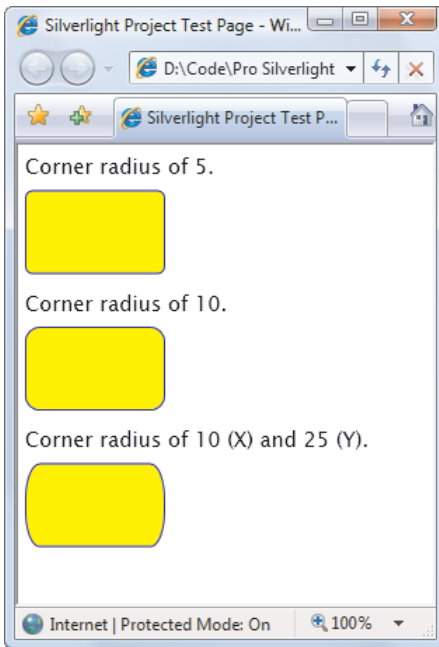 Silverlight Project Test Page - Wi...
D:\Code\Pro Silverlight
Silverlight Project Test P...
Corner radius of 5.
Corner radius of 10.
Corner radius of 10 (X) and 25 (Y).
Internet | Protected Mode: On
100%